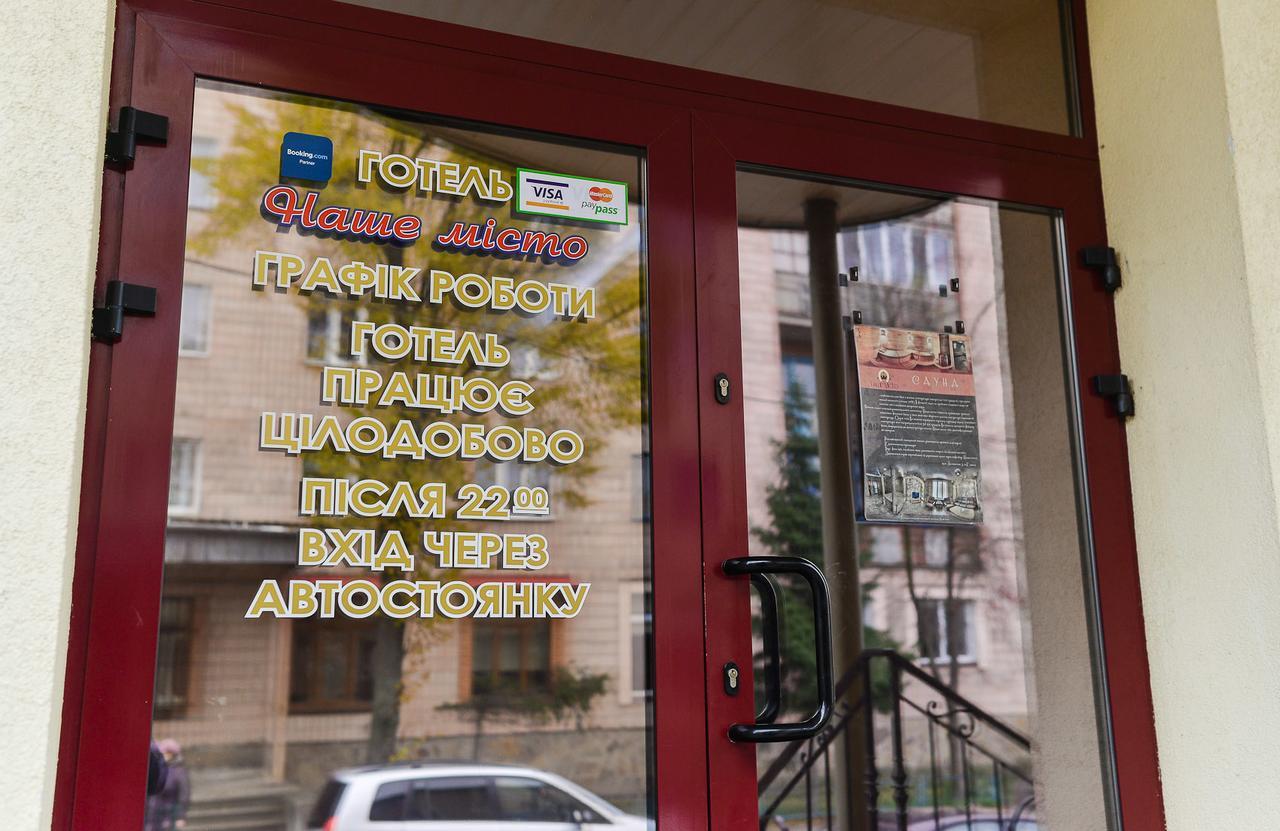 Booking.com
Partner
ГОТЕЛЬ
VISA
MasterCard
paypass
Наше місто
ГРАФІК РОБОТИ
ГОТЕЛЬ
ПРАЦЮЄ
ЦІЛОДОБОВО
ПІСЛЯ 22 00
ВХІД ЧЕРЕЗ
АВТОСТОЯНКУ
САУНА